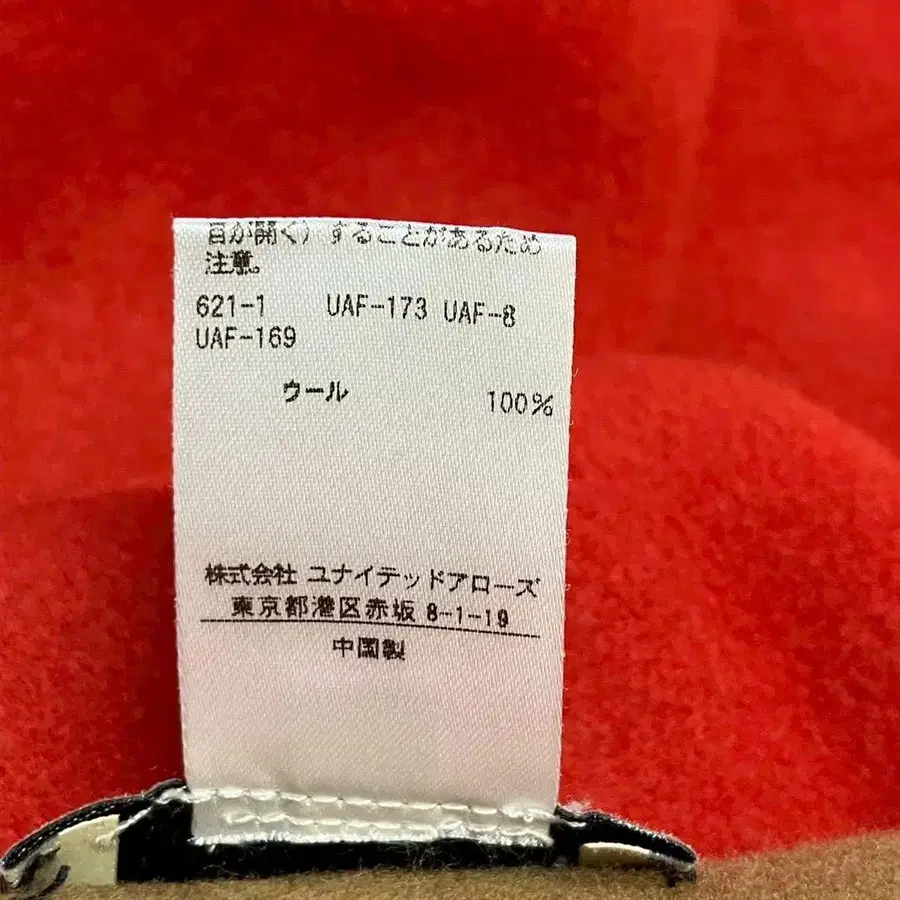 目が開く)することがあるため
注意。
621-1 UAF-173 UAF-8
UAF-169
ウール 100%
株式会社 ユナイテッドアローズ
東京都港区赤坂 8-1-19
中国製